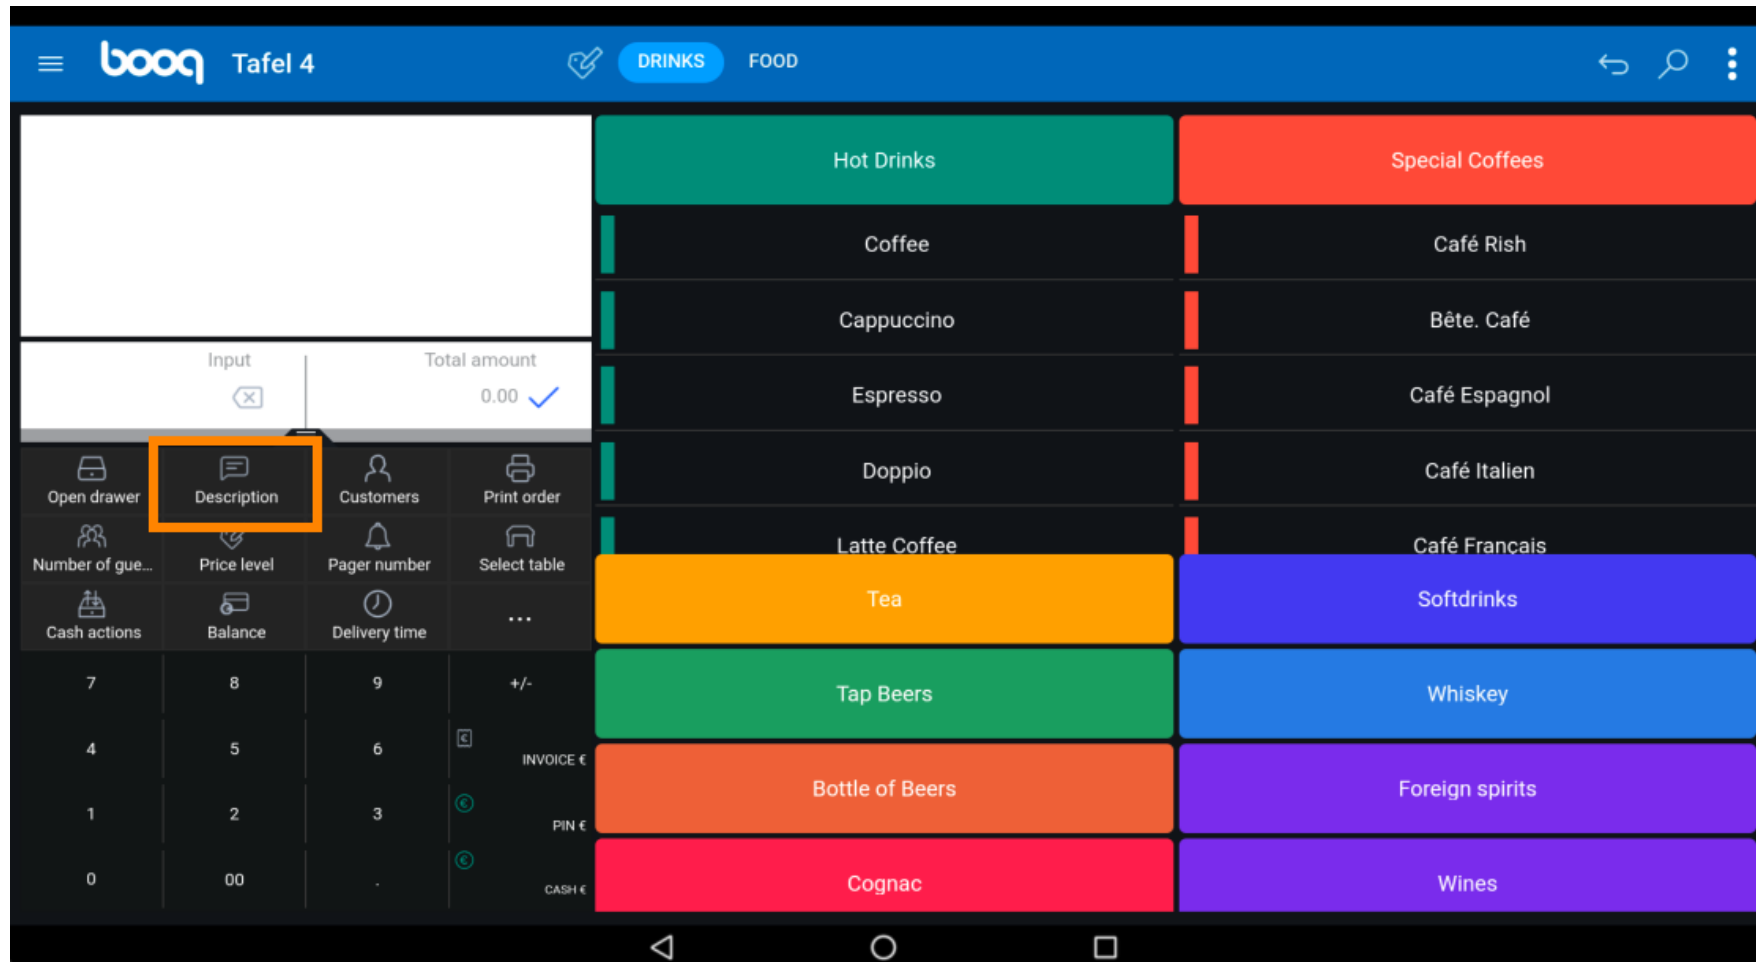 booq Tafel 4 DRINKS FOOD
Input Total amount
0.00
Open drawer Description Customers Print order
Number of gue... Price level Pager number Select table
Cash actions Balance Delivery time ...
7 8 9 +/-
4 5 6 € INVOICE €
1 2 3 € PIN €
0 00 . € CASH €
Hot Drinks Special Coffees
Coffee Café Rish
Cappuccino Bête. Café
Espresso Café Espagnol
Doppio Café Italien
Latte Coffee Café Français
Tea Softdrinks
Tap Beers Whiskey
Bottle of Beers Foreign spirits
Cognac Wines